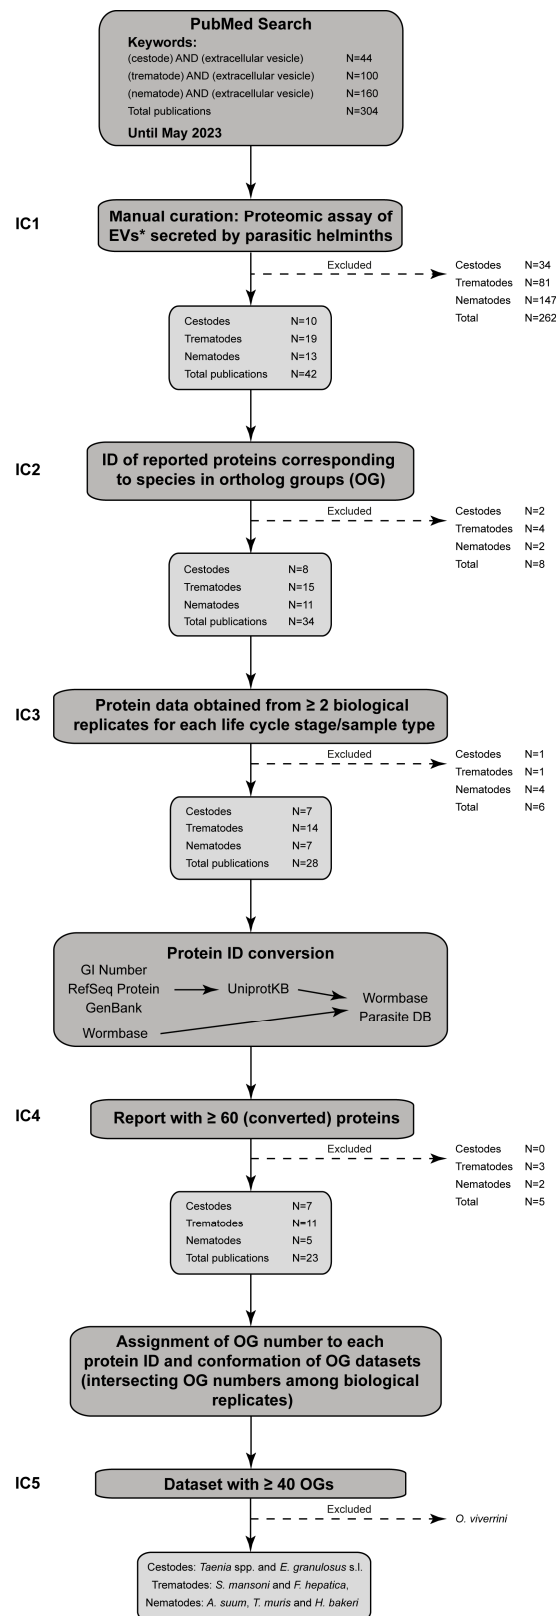 PubMed Search
Keywords:
(cestode) AND (extracellular vesicle) N=44
(trematode) AND (extracellular vesicle) N=100
(nematode) AND (extracellular vesicle) N=160
Total publications N=304
Until May 2023
IC1
Manual curation: Proteomic assay of
EVs* secreted by parasitic helminths
Excluded
Cestodes N=34
Trematodes N=81
Nematodes N=147
Total N=262
Cestodes N=10
Trematodes N=19
Nematodes N=13
Total publications N=42
IC2
ID of reported proteins corresponding
to species in ortholog groups (OG)
Excluded
Cestodes N=2
Trematodes N=4
Nematodes N=2
Total N=8
Cestodes N=8
Trematodes N=15
Nematodes N=11
Total publications N=34
IC3
Protein data obtained from ≥ 2 biological
replicates for each life cycle stage/sample type
Excluded
Cestodes N=1
Trematodes N=1
Nematodes N=4
Total N=6
Cestodes N=7
Trematodes N=14
Nematodes N=7
Total publications N=28
Protein ID conversion
GI Number
RefSeq Protein
GenBank
UniprotKB
Wormbase
Parasite DB
Wormbase
IC4
Report with ≥ 60 (converted) proteins
Excluded
Cestodes N=0
Trematodes N=3
Nematodes N=2
Total N=5
Cestodes N=7
Trematodes N=11
Nematodes N=5
Total publications N=23
Assignment of OG number to each
protein ID and conformation of OG datasets
(intersecting OG numbers among biological
replicates)
IC5
Dataset with ≥ 40 OGs
Excluded
O. viverrini
Cestodes: Taenia spp. and E. granulosus s.l.
Trematodes: S. mansoni and F. hepatica,
Nematodes: A. suum, T. muris and H. bakeri